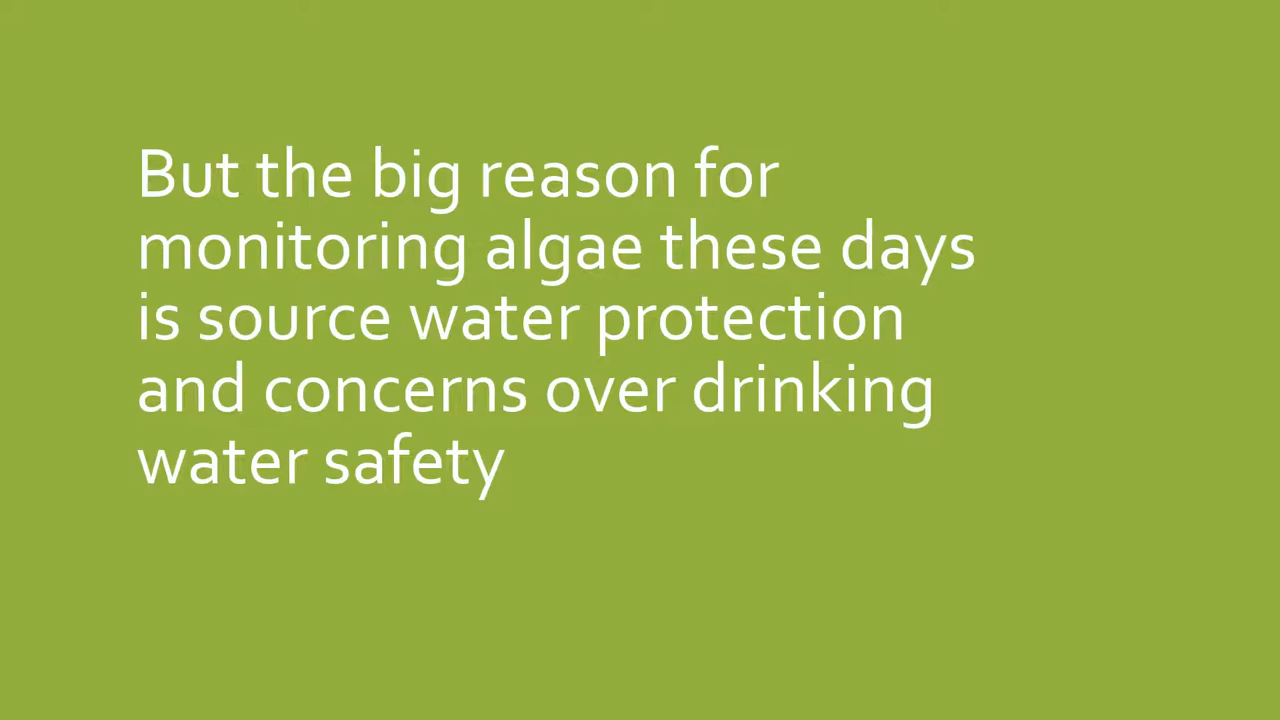 But the big reason for
monitoring algae these days
is source water protection
and concerns over drinking
water safety